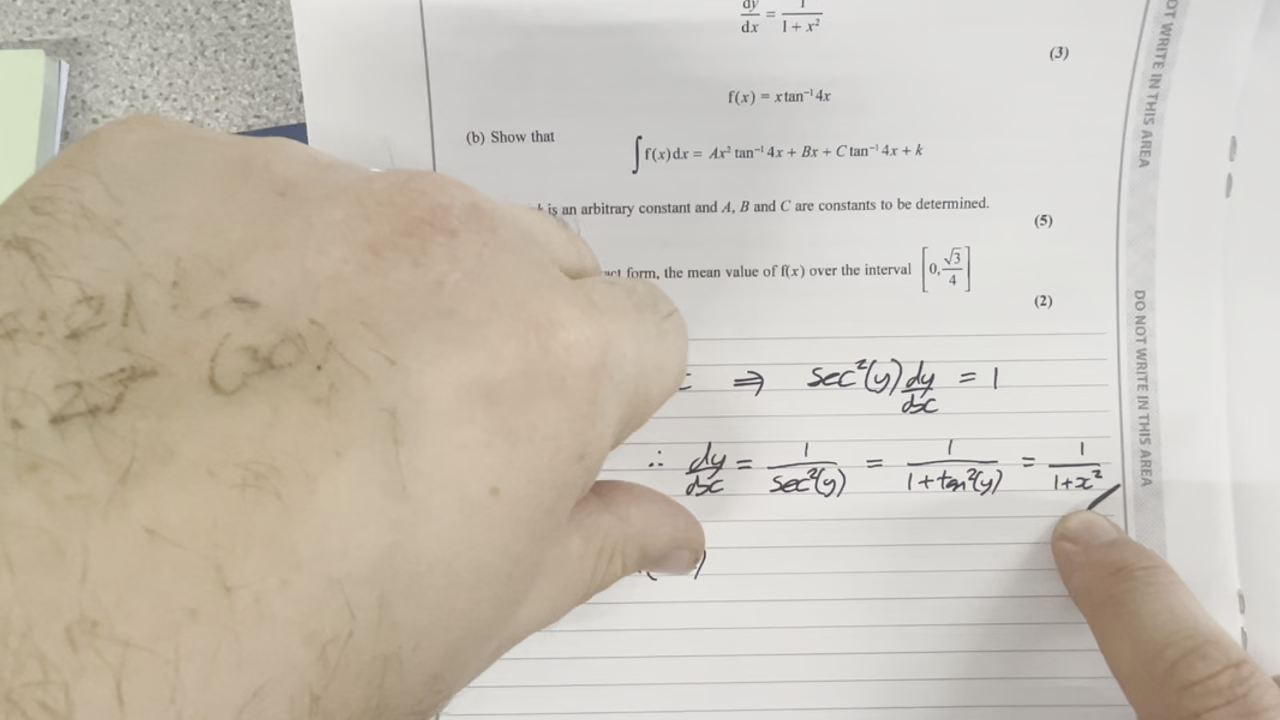 dy/dx = 1/(1 + x²)
(3)
f(x) = x tan⁻¹ 4x
(b) Show that
∫ f(x) dx = Ax² tan⁻¹ 4x + Bx + C tan⁻¹ 4x + k
is an arbitrary constant and A, B and C are constants to be determined.
(5)
form, the mean value of f(x) over the interval [0, √3/4]
(2)
⇒ sec²(y) dy/dx = 1
∴ dy/dx = 1/sec²(y) = 1/(1+tan²(y)) = 1/(1+x²)
OT WRITE IN THIS AREA
DO NOT WRITE IN THIS AREA